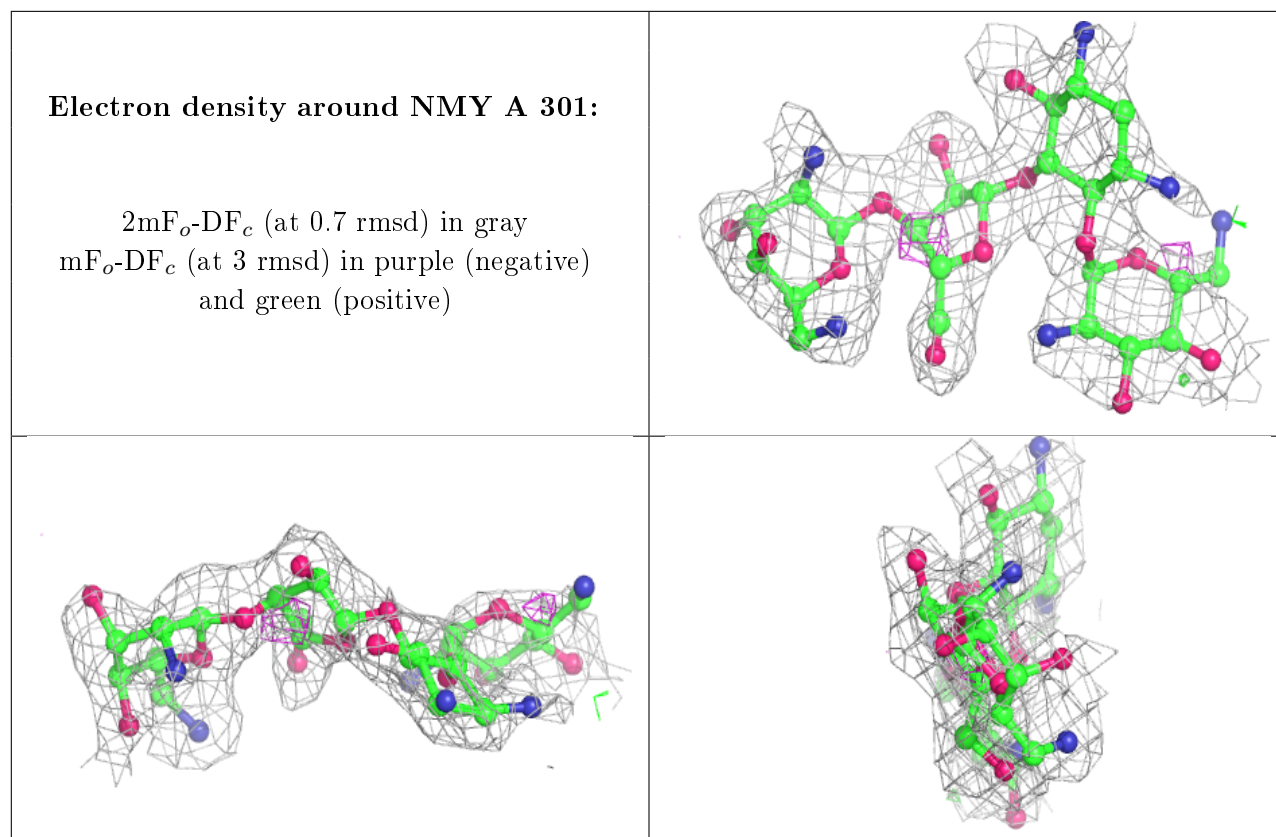 Electron density around NMY A 301:
2mFₒ-DF𝒸 (at 0.7 rmsd) in gray
mFₒ-DF𝒸 (at 3 rmsd) in purple (negative)
and green (positive)